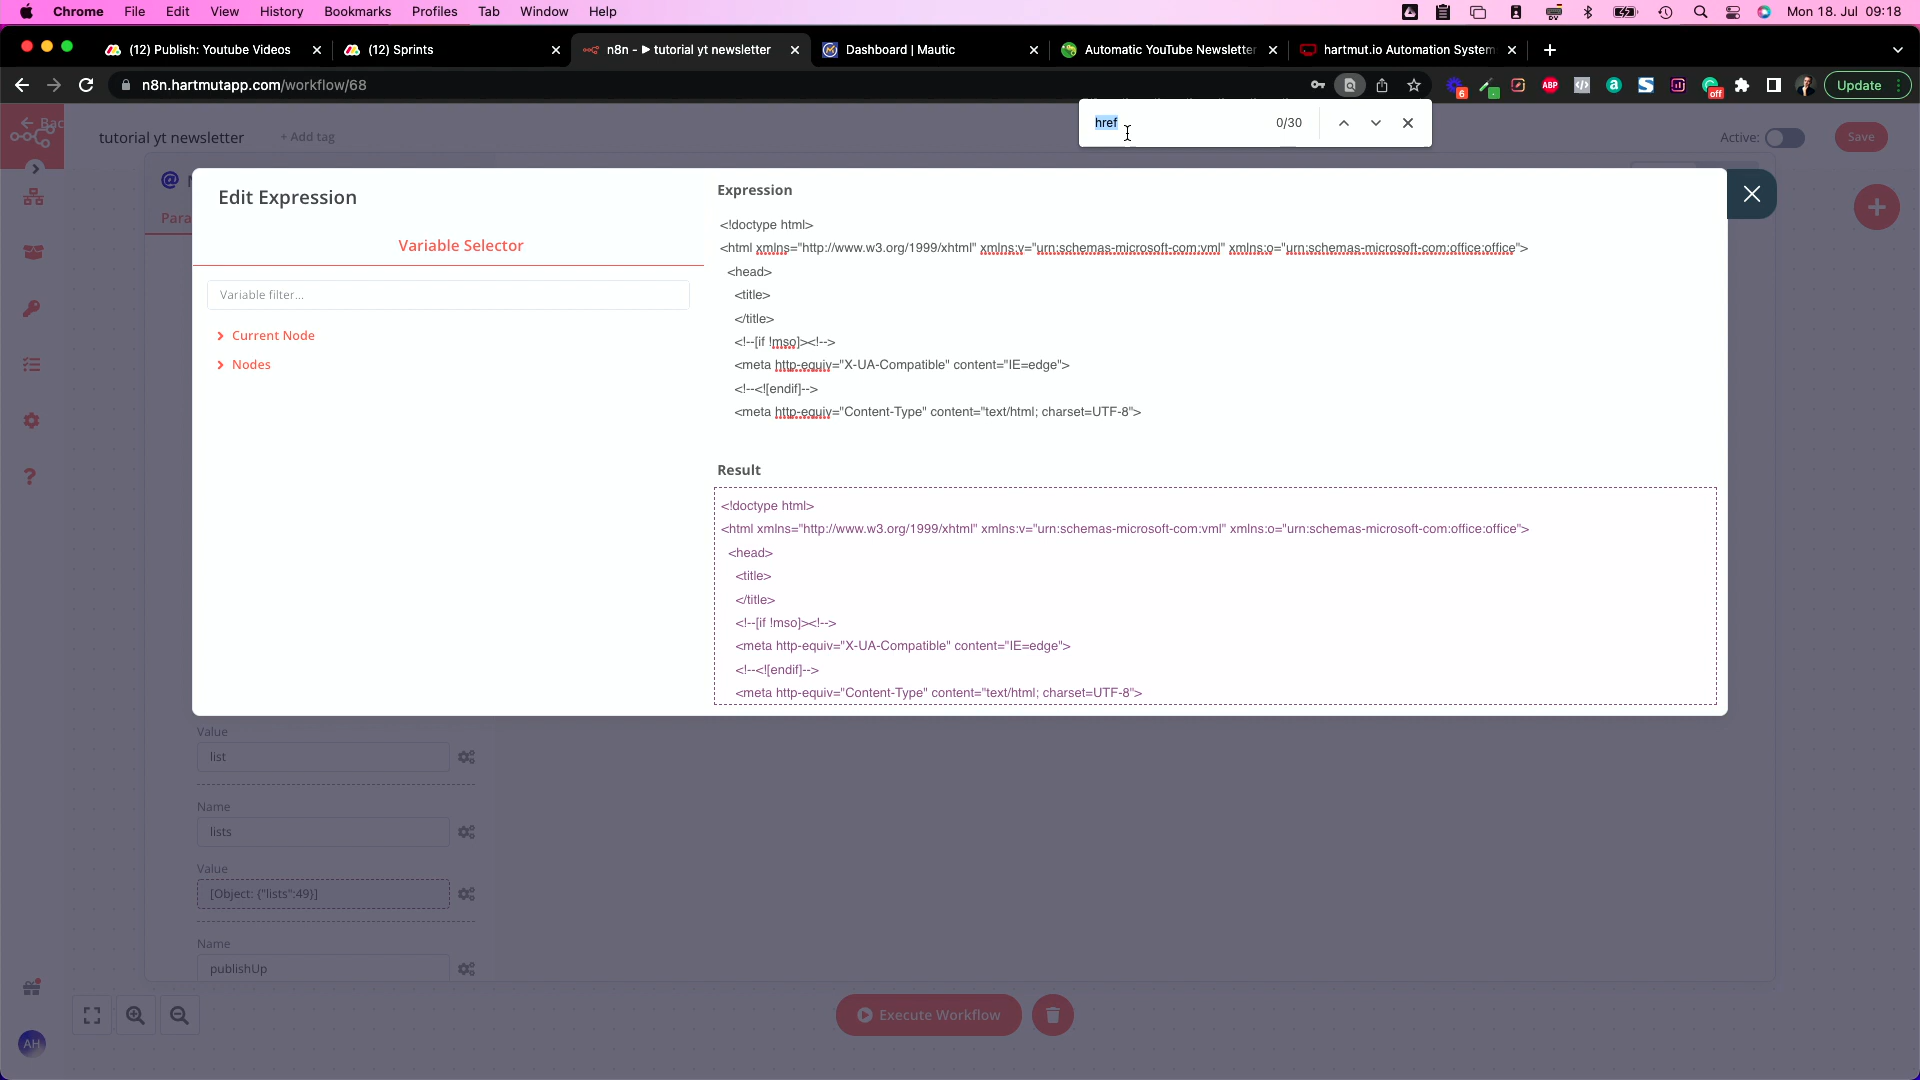 Chrome File Edit View History Bookmarks Profiles Tab Window Help
DV
Mon 18. Jul 09:18
(12) Publish: Youtube Videos
(12) Sprints
n8n - ▶ tutorial yt newsletter
Dashboard | Mautic
Automatic YouTube Newsletter
hartmut.io Automation System
n8n.hartmutapp.com/workflow/68
6
ABP
off
Update
href
0/30
Bac
tutorial yt newsletter
+ Add tag
Active:
Save
Para
Edit Expression
Variable Selector
Variable filter...
Current Node
Nodes
Expression
<!doctype html>
<html xmlns="http://www.w3.org/1999/xhtml" xmlns:v="urn:schemas-microsoft-com:vml" xmlns:o="urn:schemas-microsoft-com:office:office">
<head>
<title>
</title>
<!--[if !mso]><!-->
<meta http-equiv="X-UA-Compatible" content="IE=edge">
<!--<![endif]-->
<meta http-equiv="Content-Type" content="text/html; charset=UTF-8">
Result
<!doctype html>
<html xmlns="http://www.w3.org/1999/xhtml" xmlns:v="urn:schemas-microsoft-com:vml" xmlns:o="urn:schemas-microsoft-com:office:office">
<head>
<title>
</title>
<!--[if !mso]><!-->
<meta http-equiv="X-UA-Compatible" content="IE=edge">
<!--<![endif]-->
<meta http-equiv="Content-Type" content="text/html; charset=UTF-8">
Value
list
Name
lists
Value
[Object: {"lists":49}]
Name
publishUp
Execute Workflow
AH